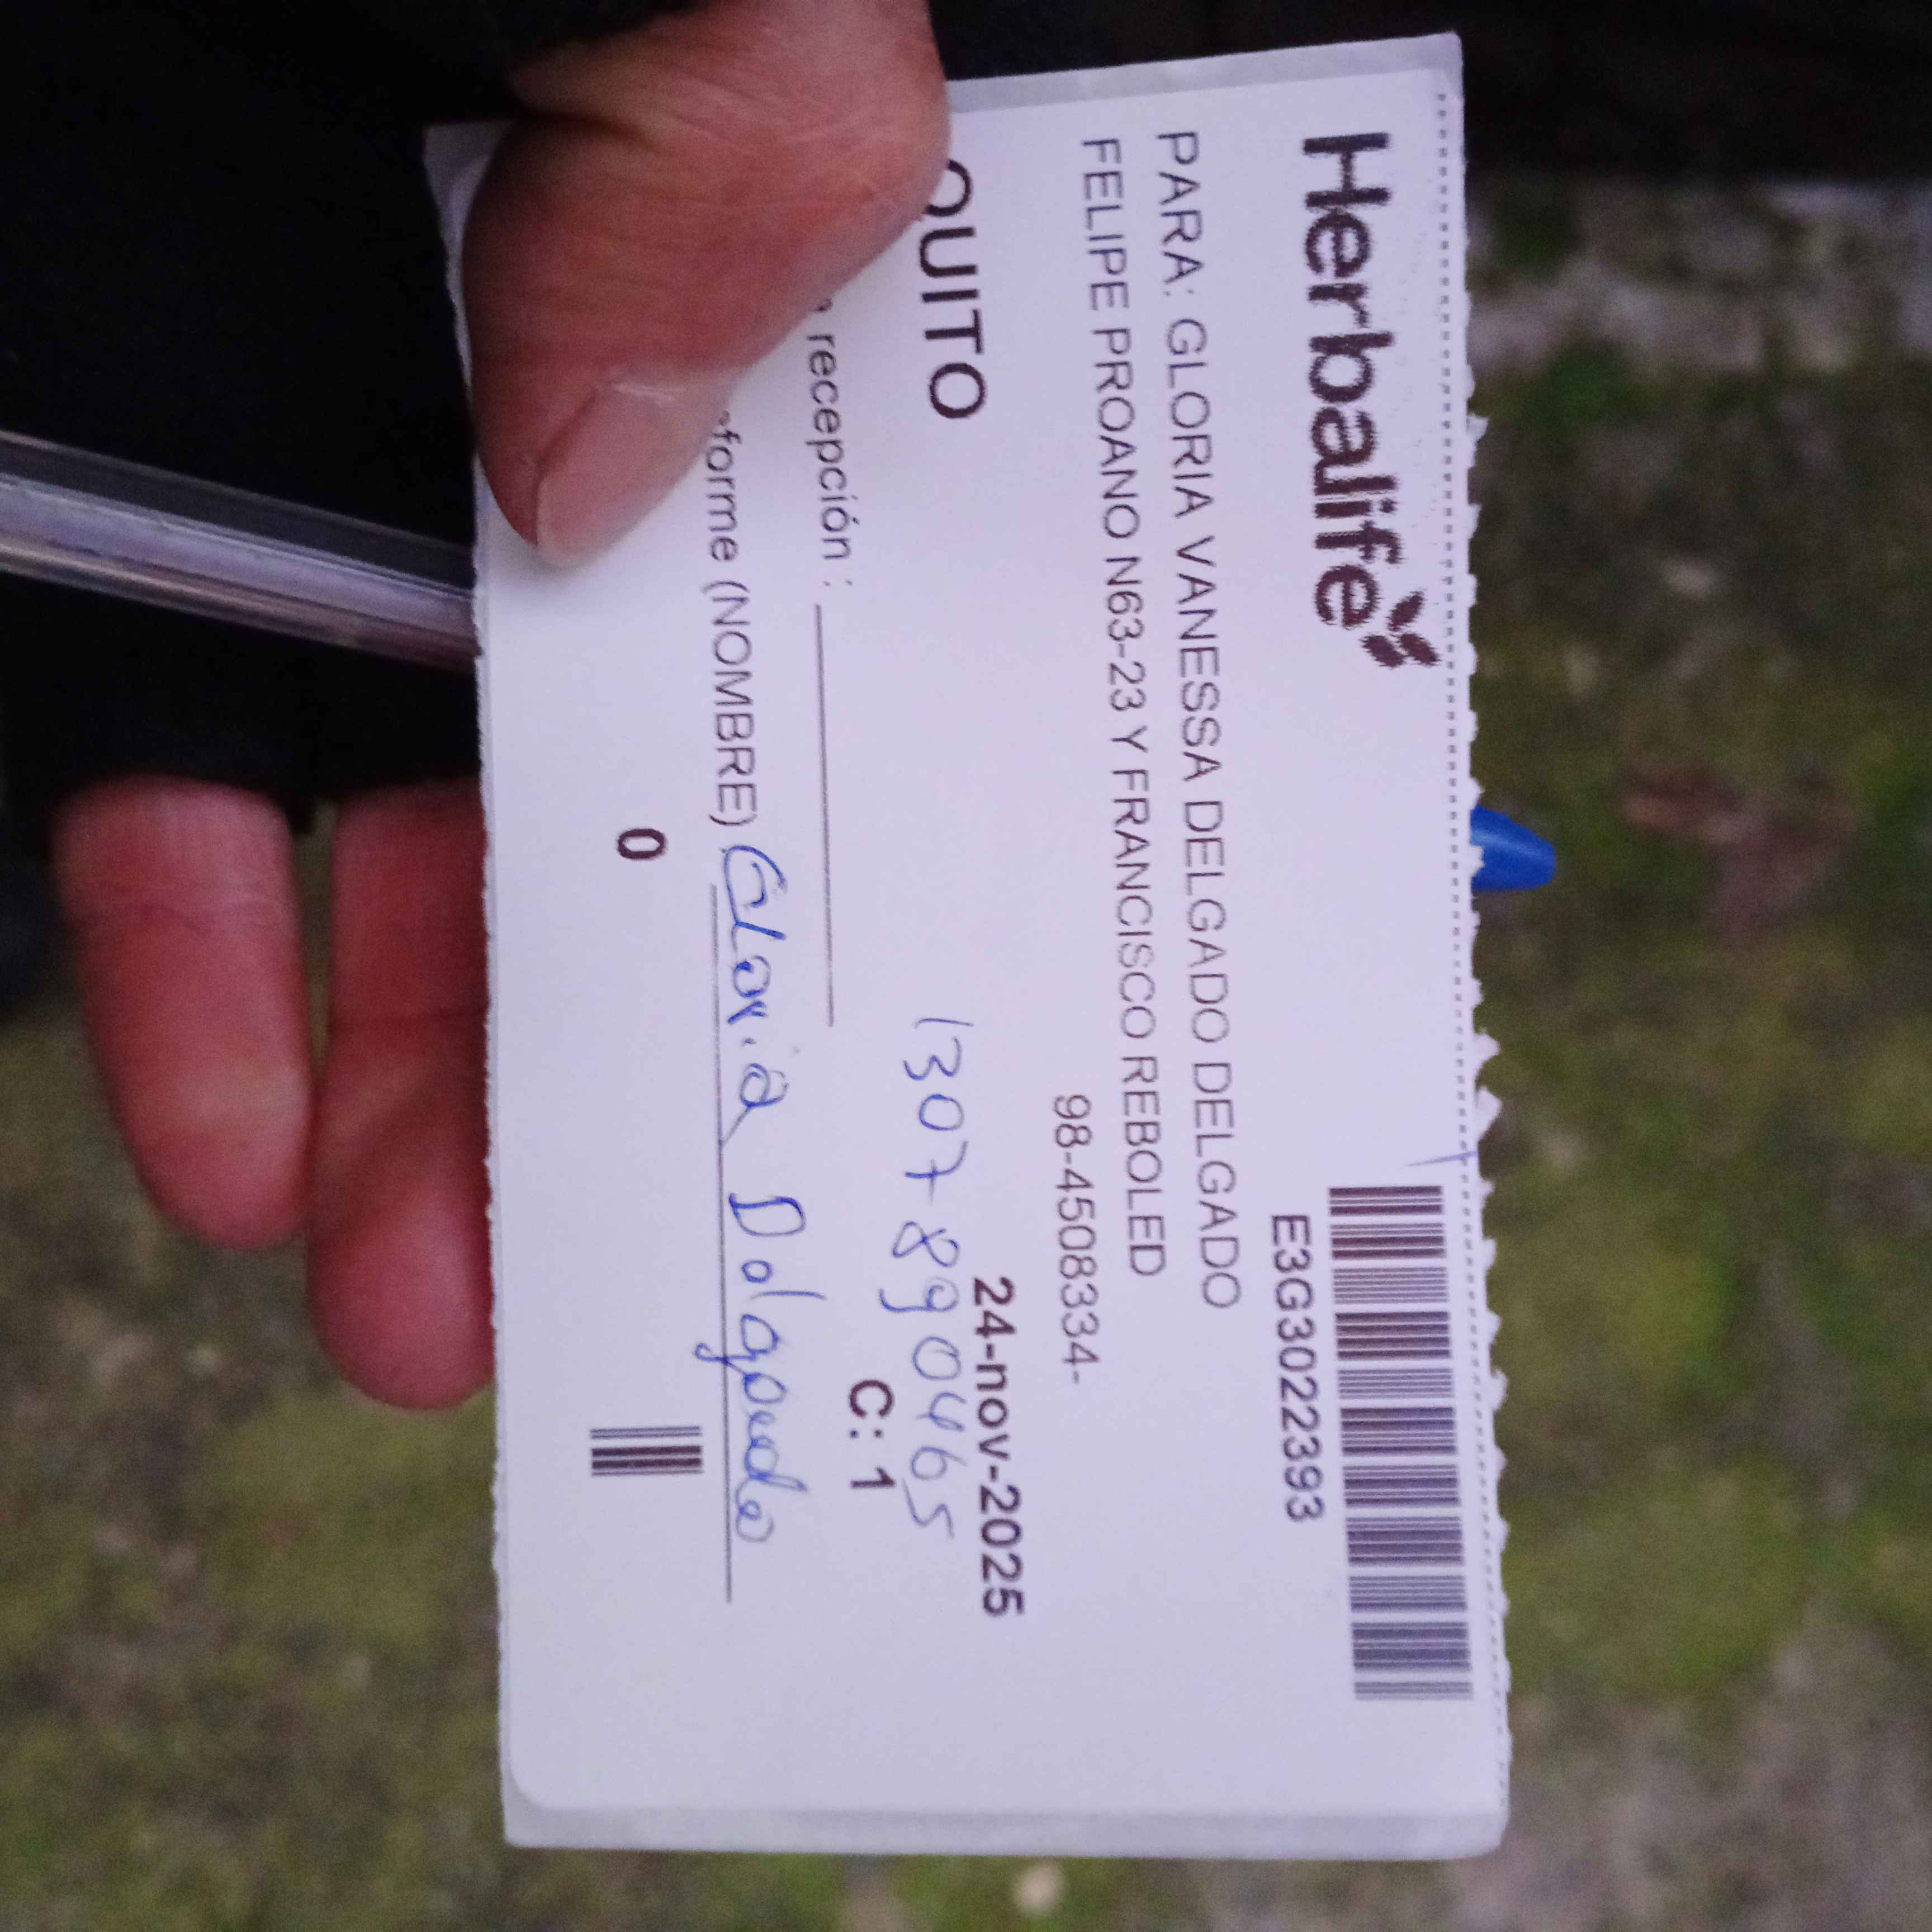 Herbalife
E3G3022393
PARA: GLORIA VANESSA DELGADO DELGADO
FELIPE PROANO N63-23 Y FRANCISCO REBOLED
98-4508334-
QUITO
24-nov-2025
1307890465
recepción :
C: 1
forme (NOMBRE) Gloria Delgado
0